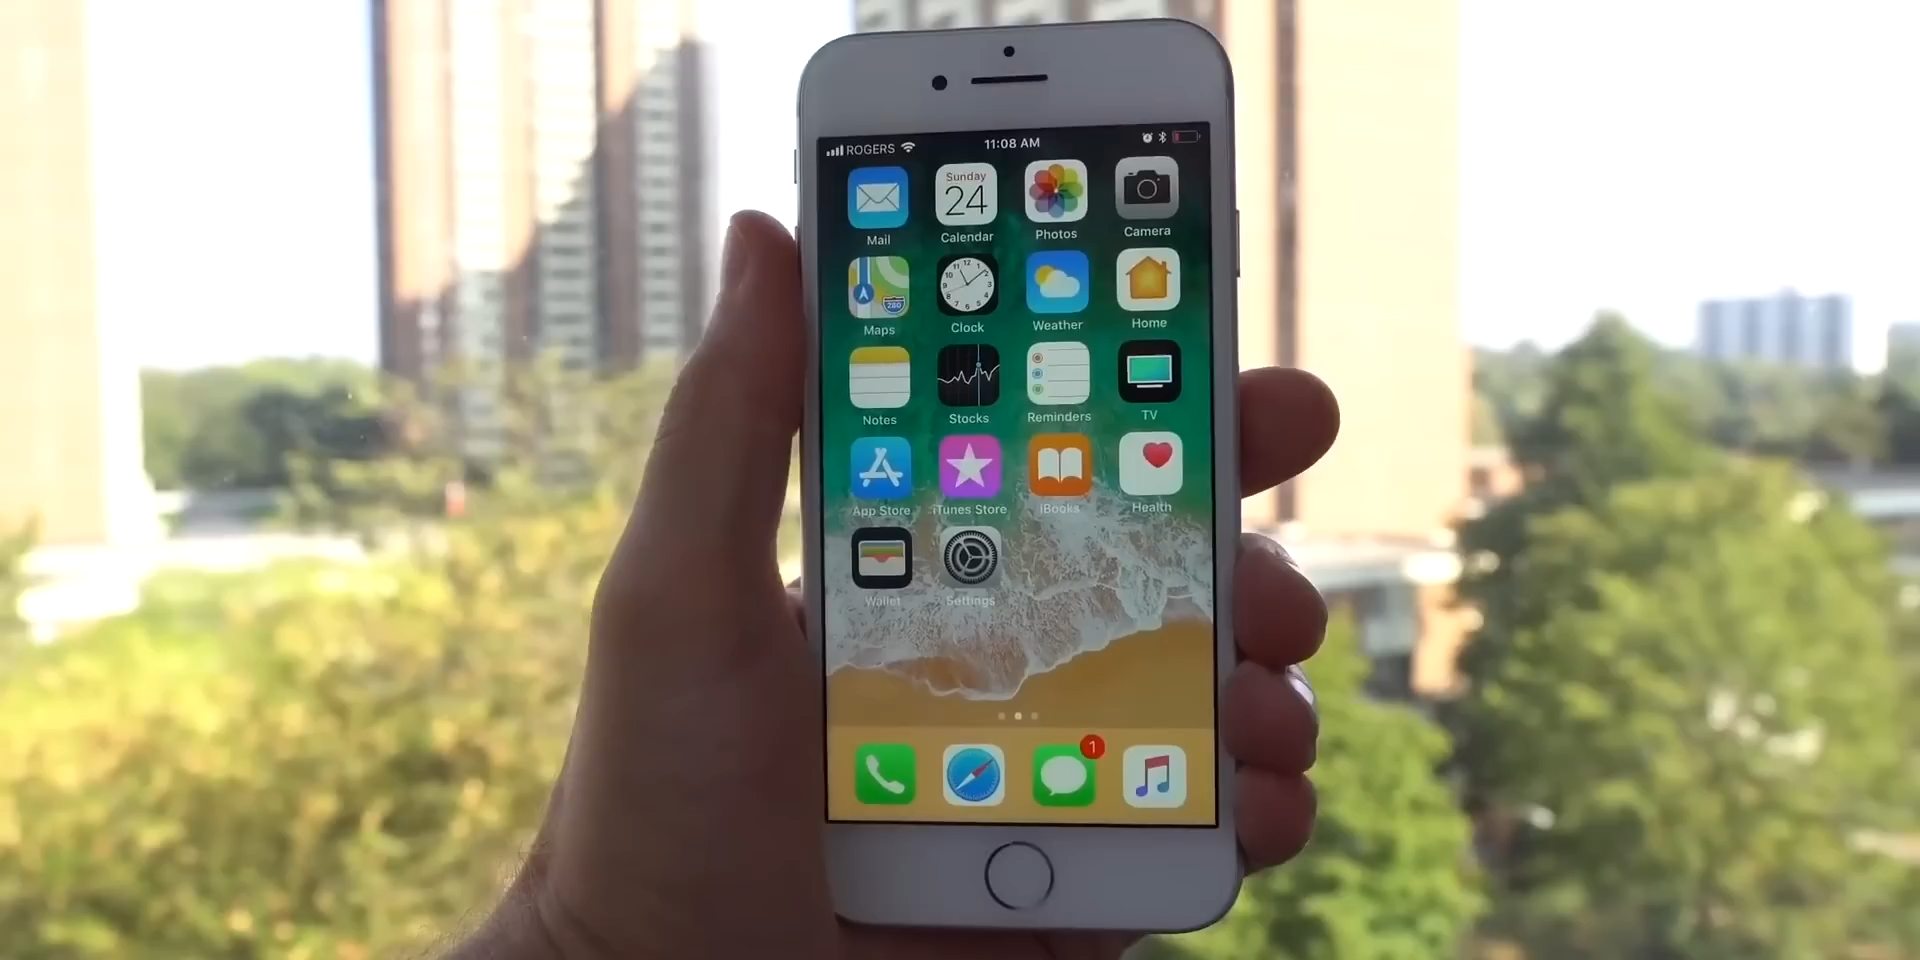 ROGERS 11:08 AM
Sunday
24
Mail Calendar Photos Camera
280
Maps Clock Weather Home
Notes Stocks Reminders TV
App Store iTunes Store iBooks Health
Wallet Settings
1